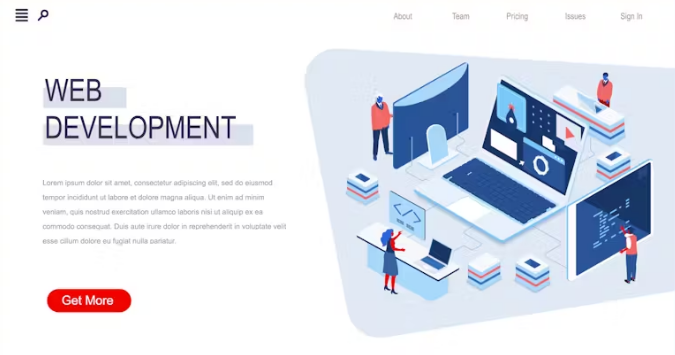 About Team Pricing Issues Sign In
WEB
DEVELOPMENT
Lorem ipsum dolor sit amet, consectetur adipiscing elit, sed do eiusmod
tempor incididunt ut labore et dolore magna aliqua. Ut enim ad minim
veniam, quis nostrud exercitation ullamco laboris nisi ut aliquip ex ea
commodo consequat. Duis aute irure dolor in reprehenderit in voluptate velit
esse cillum dolore eu fugiat nulla pariatur.
Get More